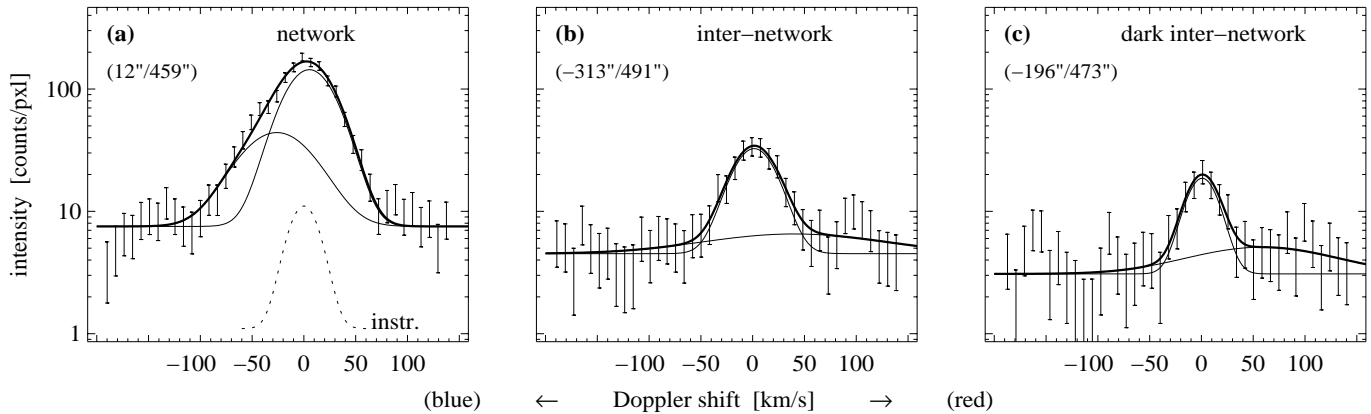 (a) network
(12"/459")
(b) inter−network
(−313"/491")
(c) dark inter−network
(−196"/473")
intensity [counts/pxl]
100
10
1
instr.
−100 −50 0 50 100
−100 −50 0 50 100
−100 −50 0 50 100
(blue) ← Doppler shift [km/s] → (red)